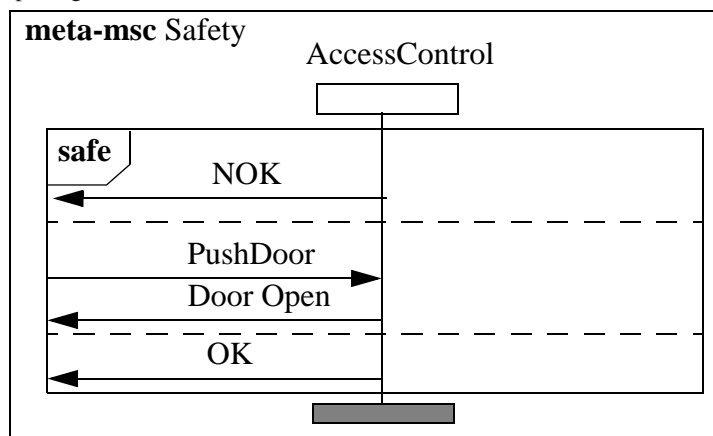 meta-msc Safety
AccessControl
safe
NOK
PushDoor
Door Open
OK